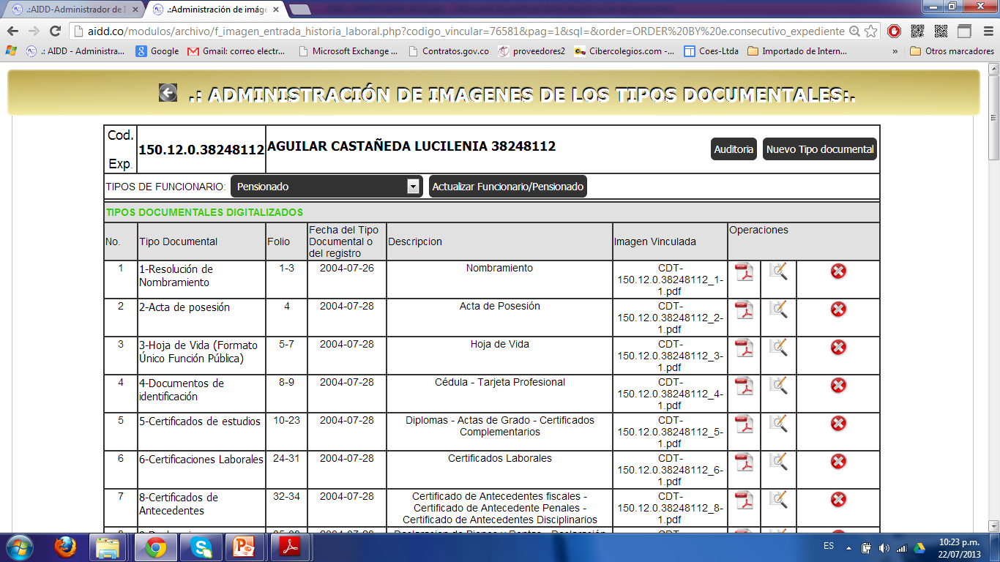 .:AIDD-Administrador de I
.:Administración de imáge
aidd.co/modulos/archivo/f_imagen_entrada_historia_laboral.php?codigo_vincular=76581&pag=1&sql=&order=ORDER%20BY%20e.consecutivo_expediente
.: AIDD - Administra...
Google
Gmail: correo electr...
Microsoft Exchange ...
Contratos.gov.co
proveedores2
Cibercolegios.com -...
Coes-Ltda
Importado de Intern...
»
Otros marcadores
.: ADMINISTRACIÓN DE IMAGENES DE LOS TIPOS DOCUMENTALES:.
Cod.
Exp.
150.12.0.38248112
AGUILAR CASTAÑEDA LUCILENIA 38248112
Auditoria
Nuevo Tipo documental
TIPOS DE FUNCIONARIO:
Pensionado
Actualizar Funcionario/Pensionado
TIPOS DOCUMENTALES DIGITALIZADOS
No.
Tipo Documental
Folio
Fecha del Tipo
Documental o
del registro
Descripcion
Imagen Vinculada
Operaciones
1
1-Resolución de
Nombramiento
1-3
2004-07-26
Nombramiento
CDT-
150.12.0.38248112_1-
1.pdf
2
2-Acta de posesión
4
2004-07-28
Acta de Posesión
CDT-
150.12.0.38248112_2-
1.pdf
3
3-Hoja de Vida (Formato
Único Función Pública)
5-7
2004-07-28
Hoja de Vida
CDT-
150.12.0.38248112_3-
1.pdf
4
4-Documentos de
identificación
8-9
2004-07-28
Cédula - Tarjeta Profesional
CDT-
150.12.0.38248112_4-
1.pdf
5
5-Certificados de estudios
10-23
2004-07-28
Diplomas - Actas de Grado - Certificados
Complementarios
CDT-
150.12.0.38248112_5-
1.pdf
6
6-Certificaciones Laborales
24-31
2004-07-28
Certificados Laborales
CDT-
150.12.0.38248112_6-
1.pdf
7
8-Certificados de
Antecedentes
32-34
2004-07-28
Certificado de Antecedentes fiscales -
Certificado de Antecedente Penales -
Certificado de Antecedentes Disciplinarios
CDT-
150.12.0.38248112_8-
ES
10:23 p.m.
22/07/2013